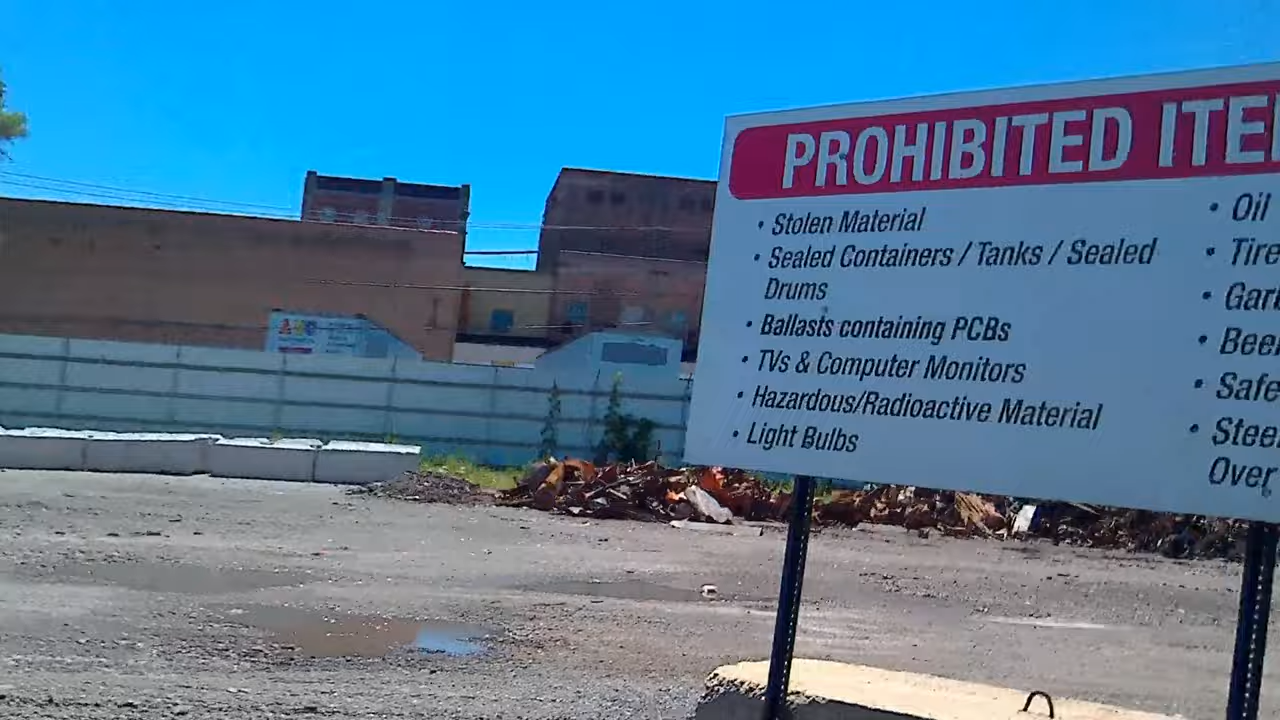 PROHIBITED ITE
• Stolen Material
• Sealed Containers / Tanks / Sealed
Drums
• Ballasts containing PCBs
• TVs & Computer Monitors
• Hazardous/Radioactive Material
• Light Bulbs
• Oil
• Tire
• Garb
• Beer
• Safe
• Steel
Over